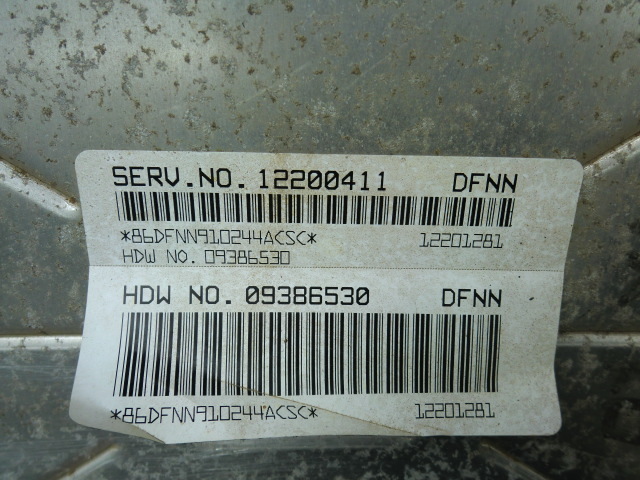 SERV.NO. 12200411 DFNN
*86DFNN910244ACSC* 12201281
HDW NO. 09386530
HDW NO. 09386530 DFNN
*86DFNN910244ACSC* 12201281